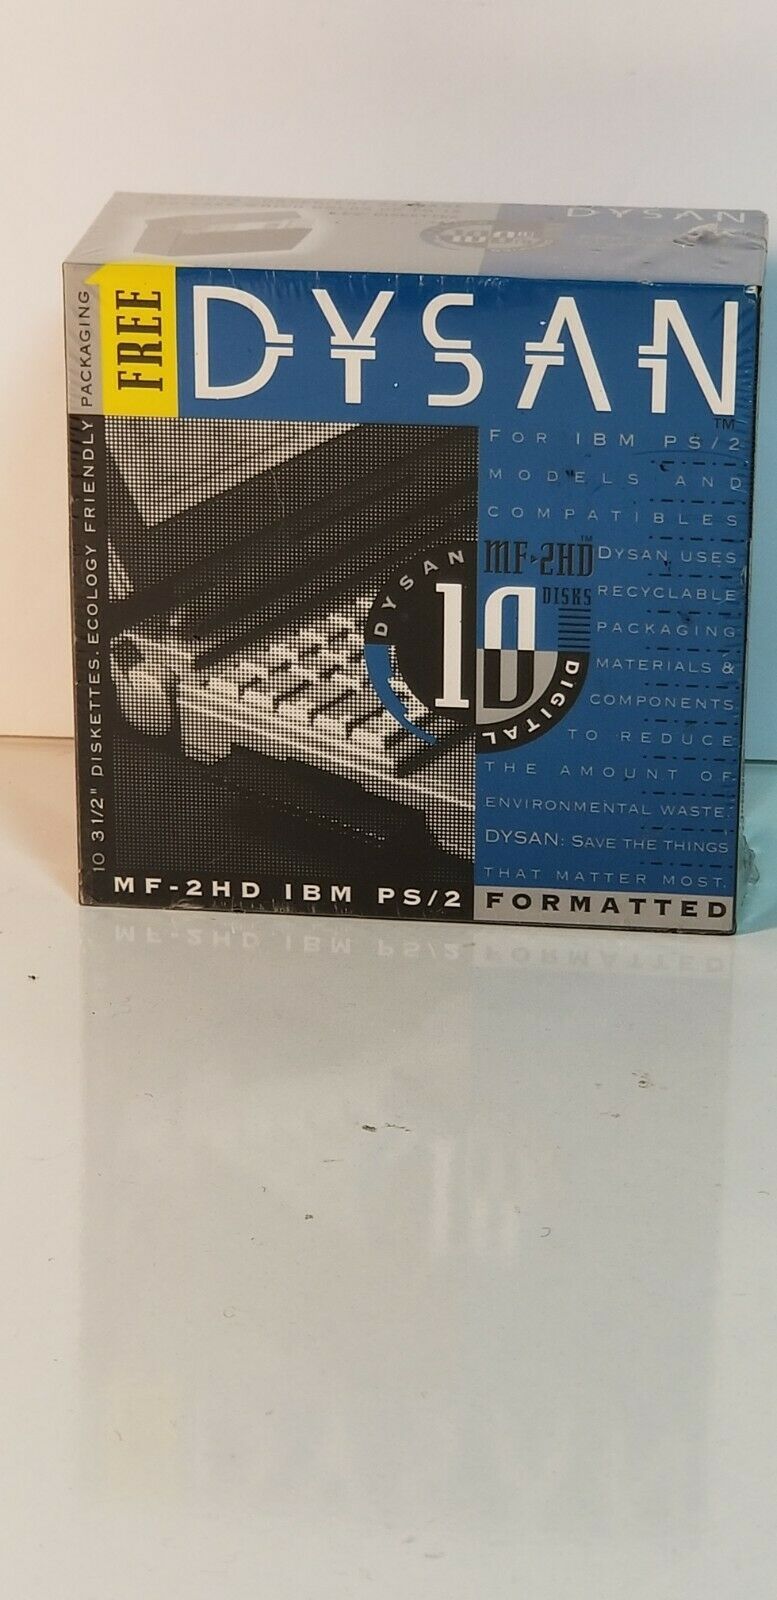 DYSAN
FREE
DYSAN
TM
10 3 1/2" DISKETTES. ECOLOGY FRIENDLY PACKAGING
FOR IBM PS/2
MODELS AND
COMPATIBLES
MF-2HD™
DISKS
DYSAN
10
DIGITAL
DYSAN USES
RECYCLABLE
PACKAGING
MATERIALS &
COMPONENTS
TO REDUCE
THE AMOUNT OF
ENVIRONMENTAL WASTE.
DYSAN: SAVE THE THINGS
THAT MATTER MOST.
MF-2HD IBM PS/2
FORMATTED